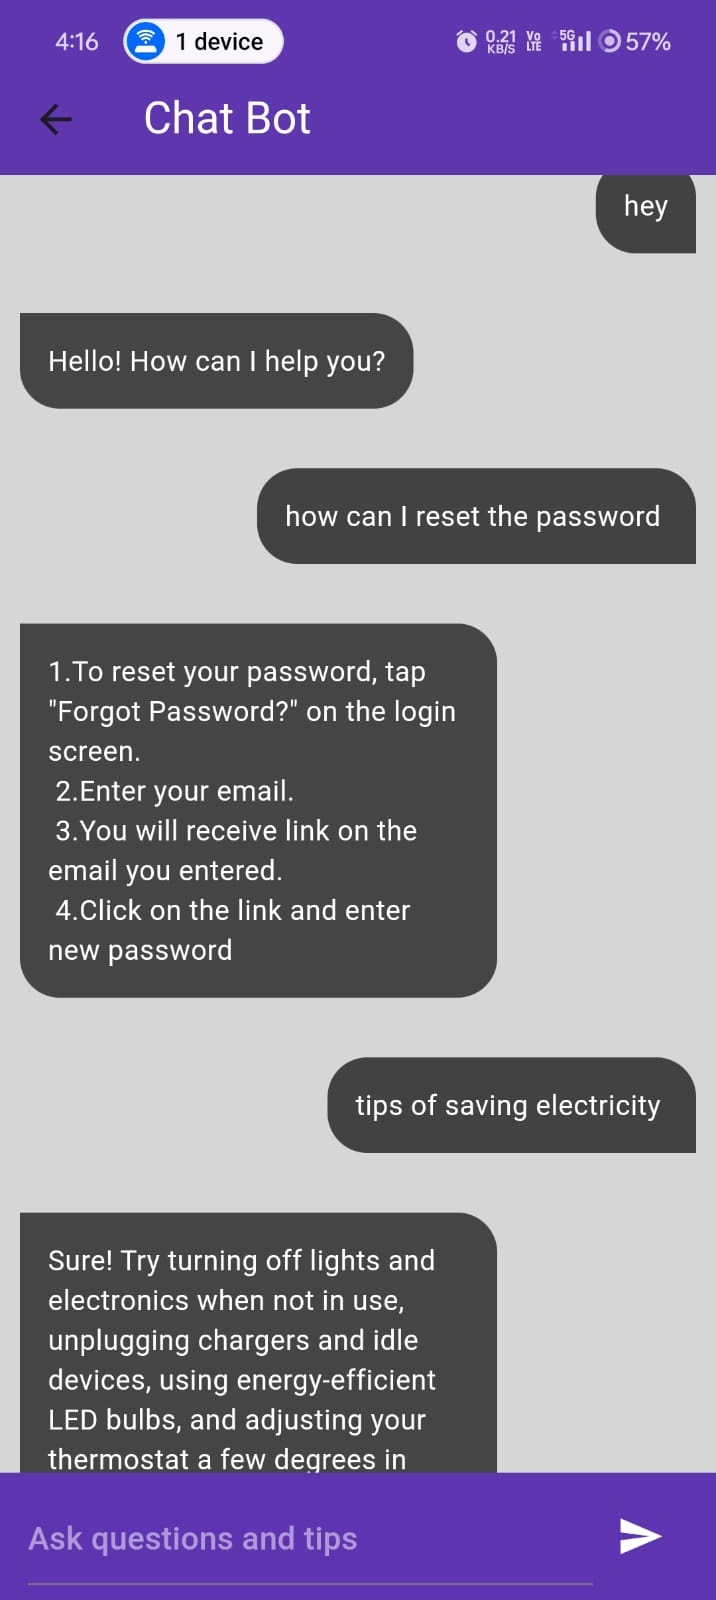 4:16 1 device 0.21 KB/S Vo LTE 5G 57%
Chat Bot
hey
Hello! How can I help you?
how can I reset the password
1.To reset your password, tap
"Forgot Password?" on the login
screen.
2.Enter your email.
3.You will receive link on the
email you entered.
4.Click on the link and enter
new password
tips of saving electricity
Sure! Try turning off lights and
electronics when not in use,
unplugging chargers and idle
devices, using energy-efficient
LED bulbs, and adjusting your
thermostat a few degrees in
Ask questions and tips